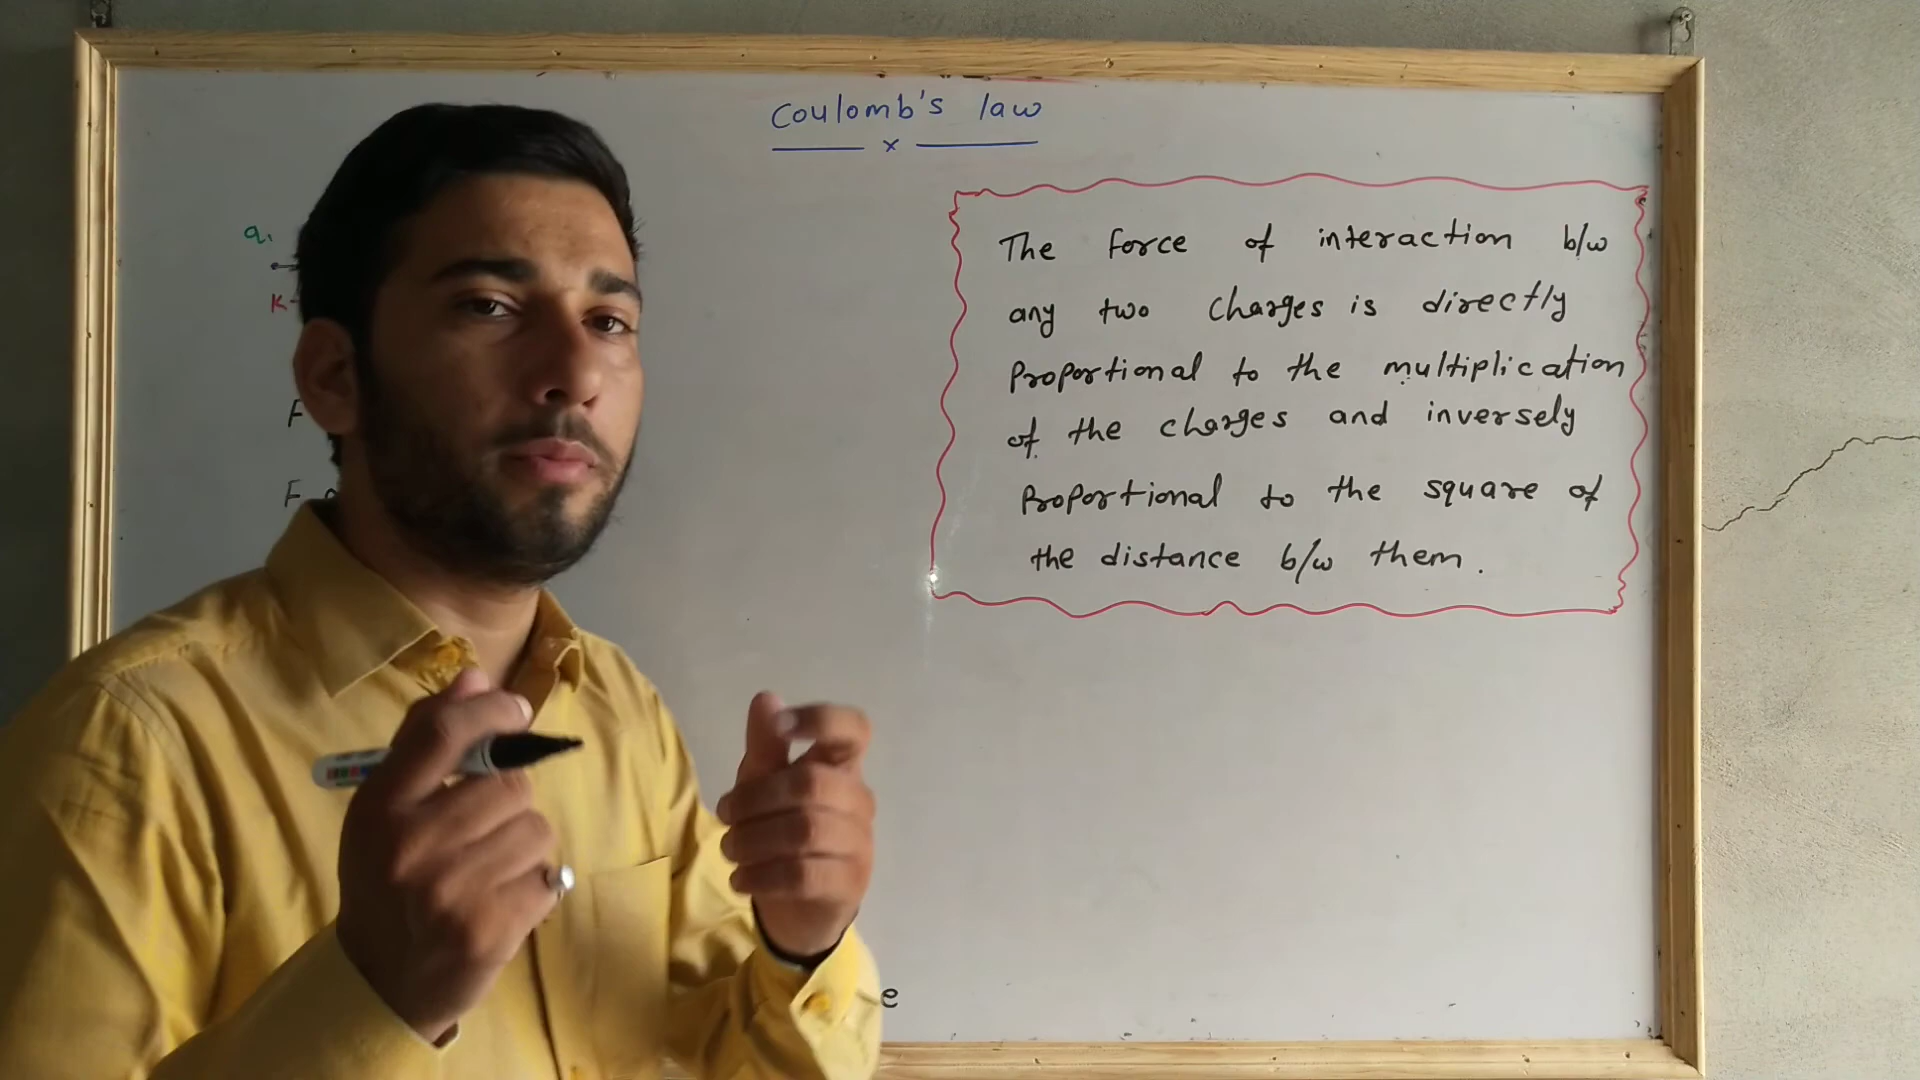 Coulomb's law
x
q₁
K
F
F
The force of interaction b/w
any two charges is directly
proportional to the multiplication
of the charges and inversely
proportional to the square of
the distance b/w them.
e